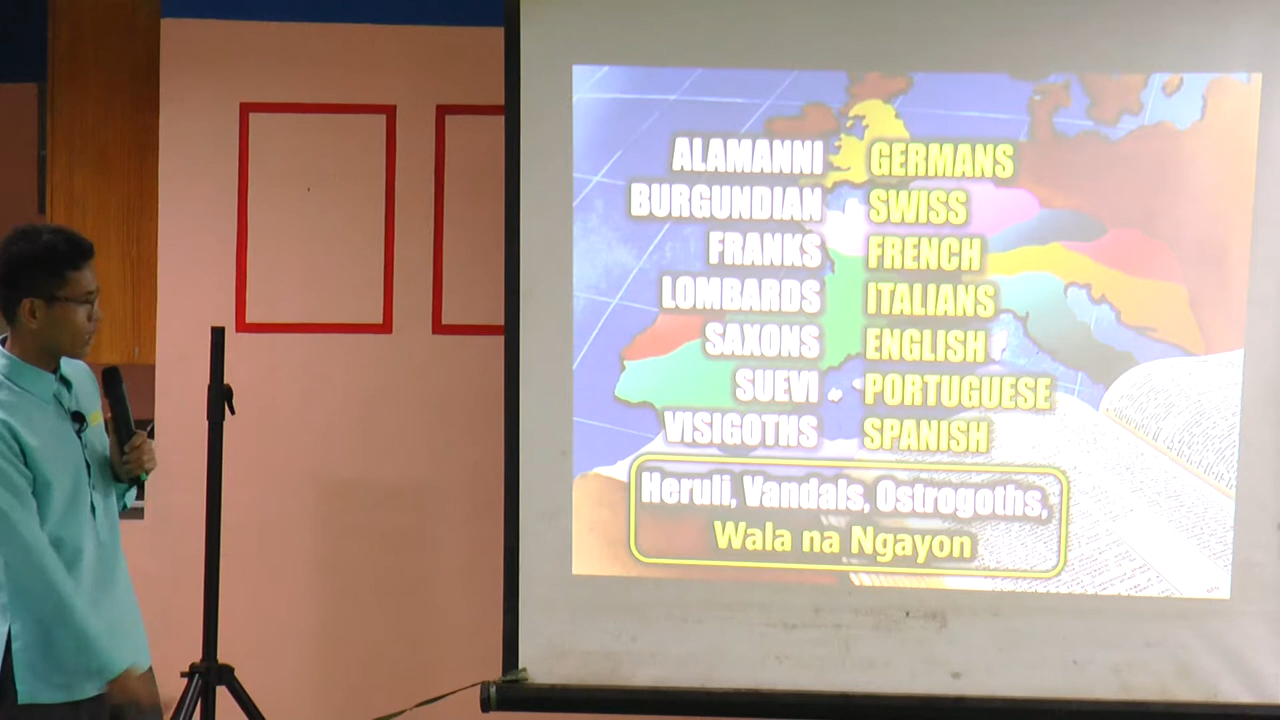 ALAMANNI GERMANS
BURGUNDIAN SWISS
FRANKS FRENCH
LOMBARDS ITALIANS
SAXONS ENGLISH
SUEVI PORTUGUESE
VISIGOTHS SPANISH
Heruli, Vandals, Ostrogoths,
Wala na Ngayon